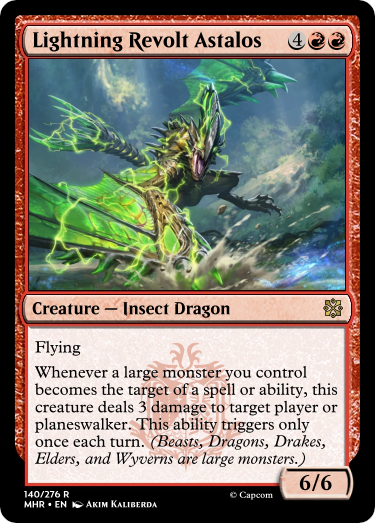 Lightning Revolt Astalos 4
Creature — Insect Dragon
Flying
Whenever a large monster you control
becomes the target of a spell or ability, this
creature deals 3 damage to target player or
planeswalker. This ability triggers only
once each turn. (Beasts, Dragons, Drakes,
Elders, and Wyverns are large monsters.)
6/6
140/276 R
MHR • EN Akim Kaliberda
© Capcom